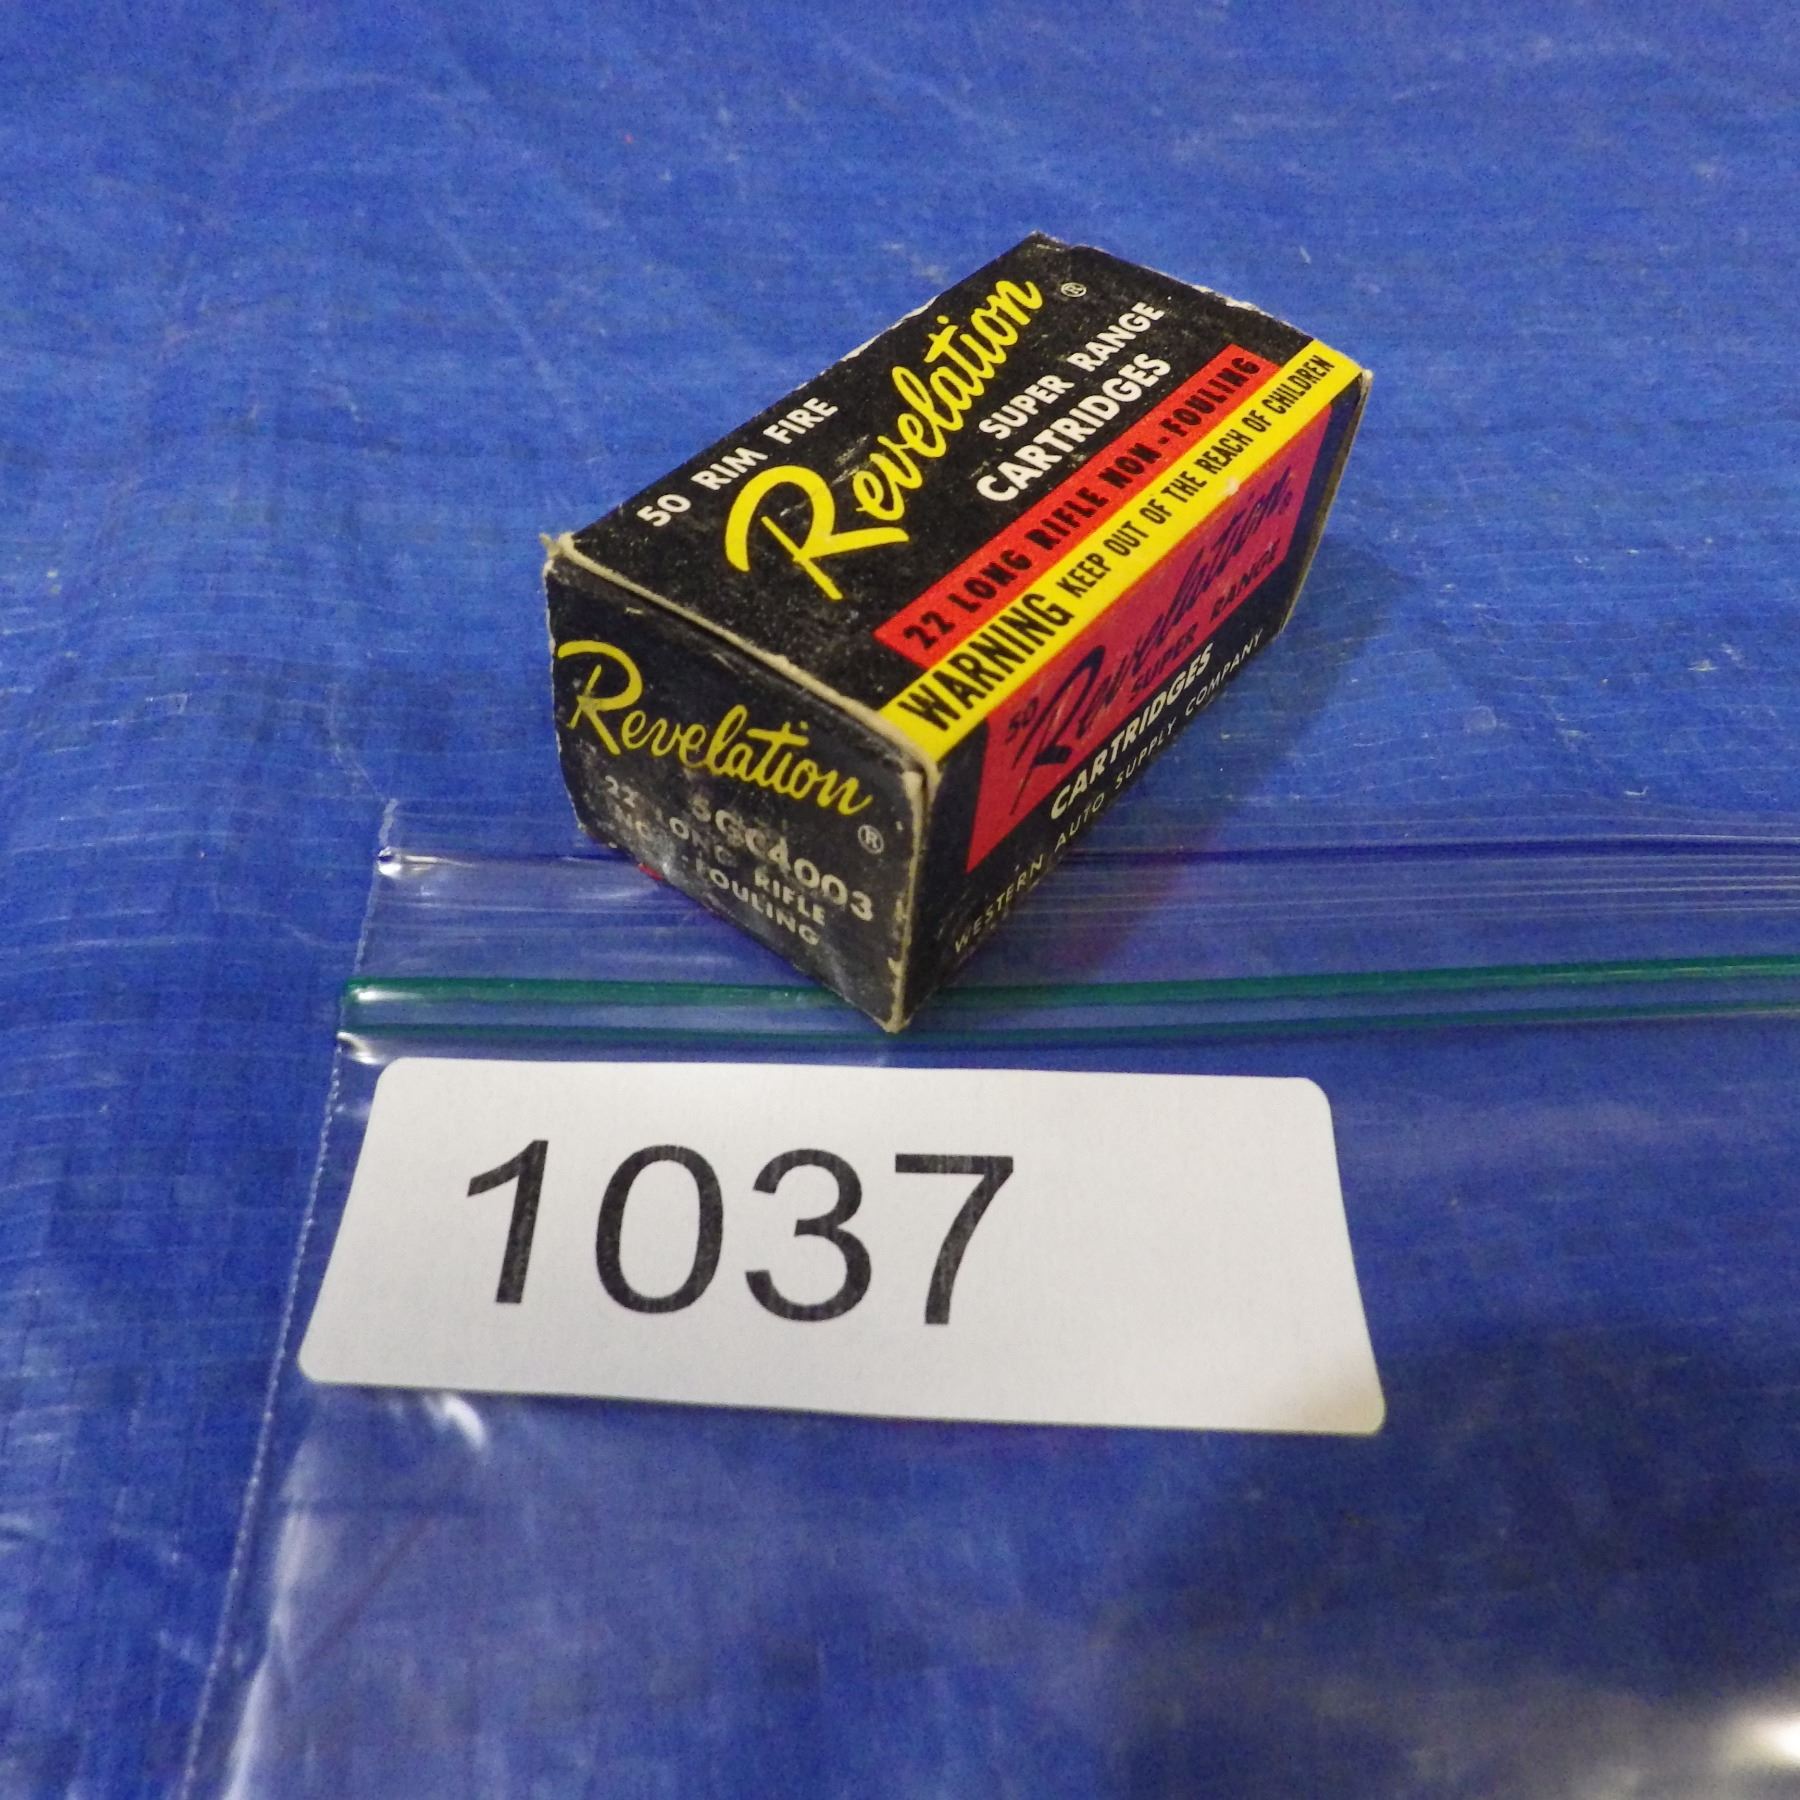 50 RIM FIRE
Revelation ®
SUPER RANGE
CARTRIDGES
22 LONG RIFLE NON-FOULING
WARNING KEEP OUT OF THE REACH OF CHILDREN
50 Revelation ®
SUPER RANGE
CARTRIDGES
WESTERN AUTO SUPPLY COMPANY
Revelation ®
5GC4003
22 LONG RIFLE
FOULING
1037